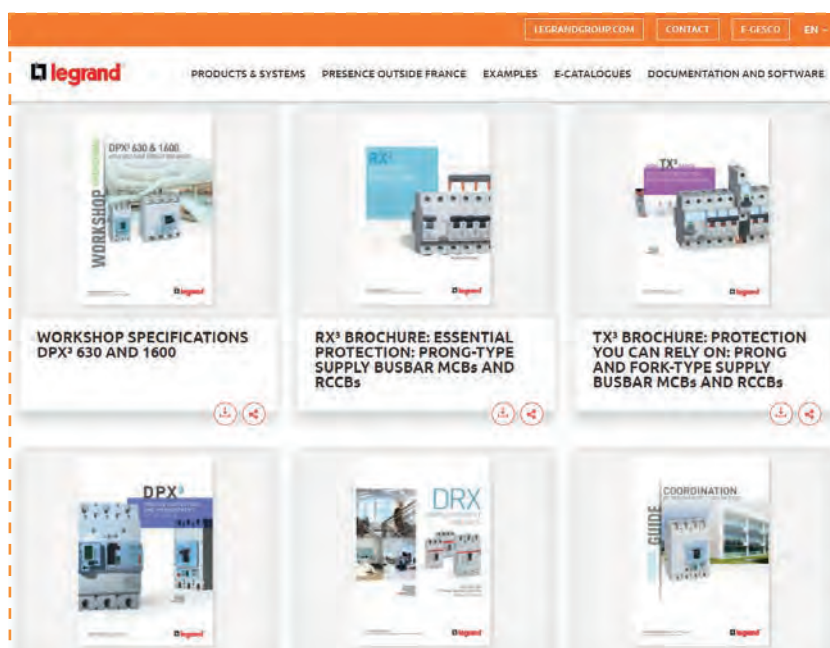 LEGRANDGROUP.COM CONTACT E-GESCO EN
legrand
PRODUCTS & SYSTEMS PRESENCE OUTSIDE FRANCE EXAMPLES E-CATALOGUES DOCUMENTATION AND SOFTWARE
WORKSHOP
DPX³ 630 & 1600
legrand
RX³
legrand
TX³
legrand
WORKSHOP SPECIFICATIONS
DPX³ 630 AND 1600
RX³ BROCHURE: ESSENTIAL
PROTECTION: PRONG-TYPE
SUPPLY BUSBAR MCBs AND
RCCBs
TX³ BROCHURE: PROTECTION
YOU CAN RELY ON: PRONG
AND FORK-TYPE SUPPLY
BUSBAR MCBs AND RCCBs
DPX³
legrand
DRX
legrand
COORDINATION
GUIDE
legrand